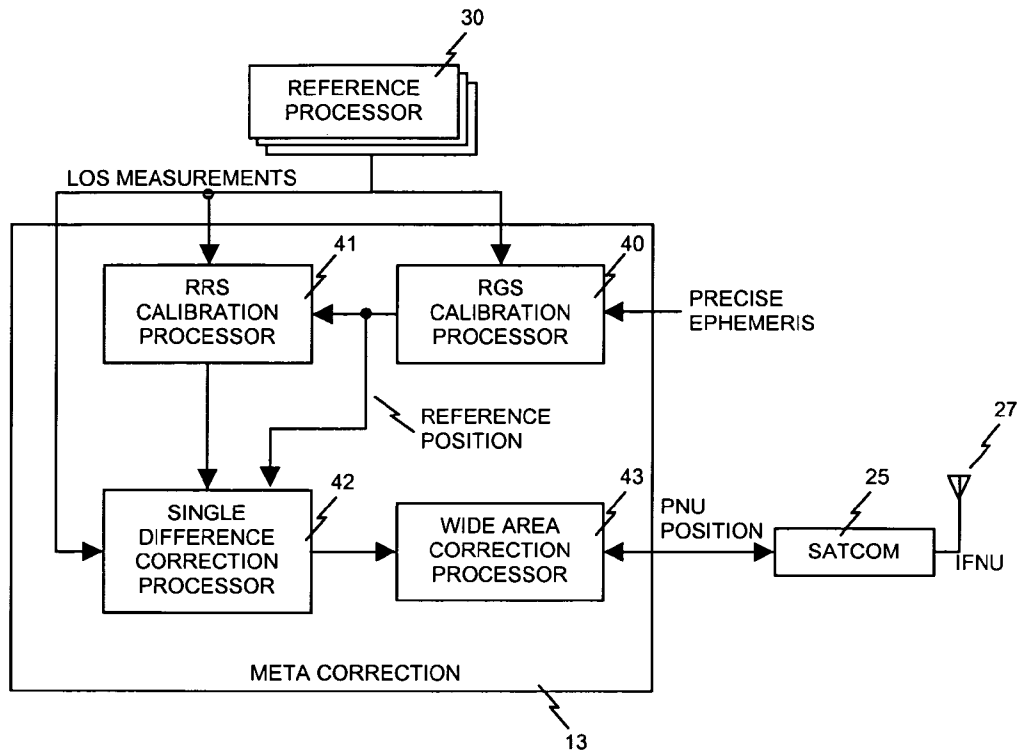 30
REFERENCE
PROCESSOR
LOS MEASUREMENTS
41
40
RRS
CALIBRATION
PROCESSOR
RGS
CALIBRATION
PROCESSOR
PRECISE
EPHEMERIS
REFERENCE
POSITION
27
42
43
25
SINGLE
DIFFERENCE
CORRECTION
PROCESSOR
WIDE AREA
CORRECTION
PROCESSOR
PNU
POSITION
SATCOM
IFNU
META CORRECTION
13